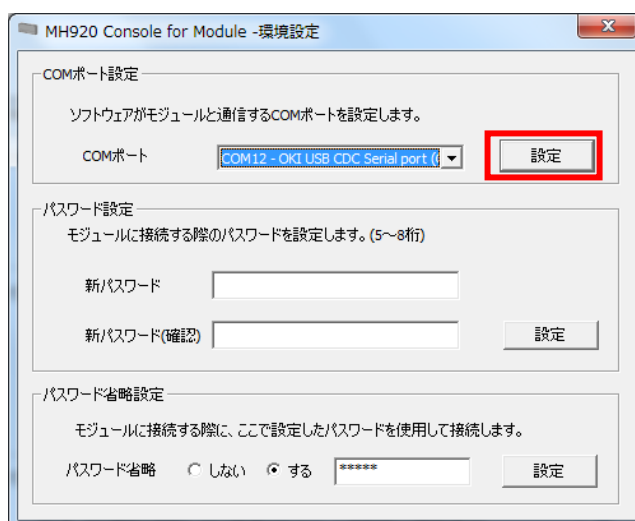 MH920 Console for Module -環境設定
COMポート設定
ソフトウェアがモジュールと通信するCOMポートを設定します。
COMポート COM12 - OKI USB CDC Serial port (( 設定
パスワード設定
モジュールに接続する際のパスワードを設定します。(5～8桁)
新パスワード
新パスワード(確認) 設定
パスワード省略設定
モジュールに接続する際に、ここで設定したパスワードを使用して接続します。
パスワード省略 しない する ***** 設定